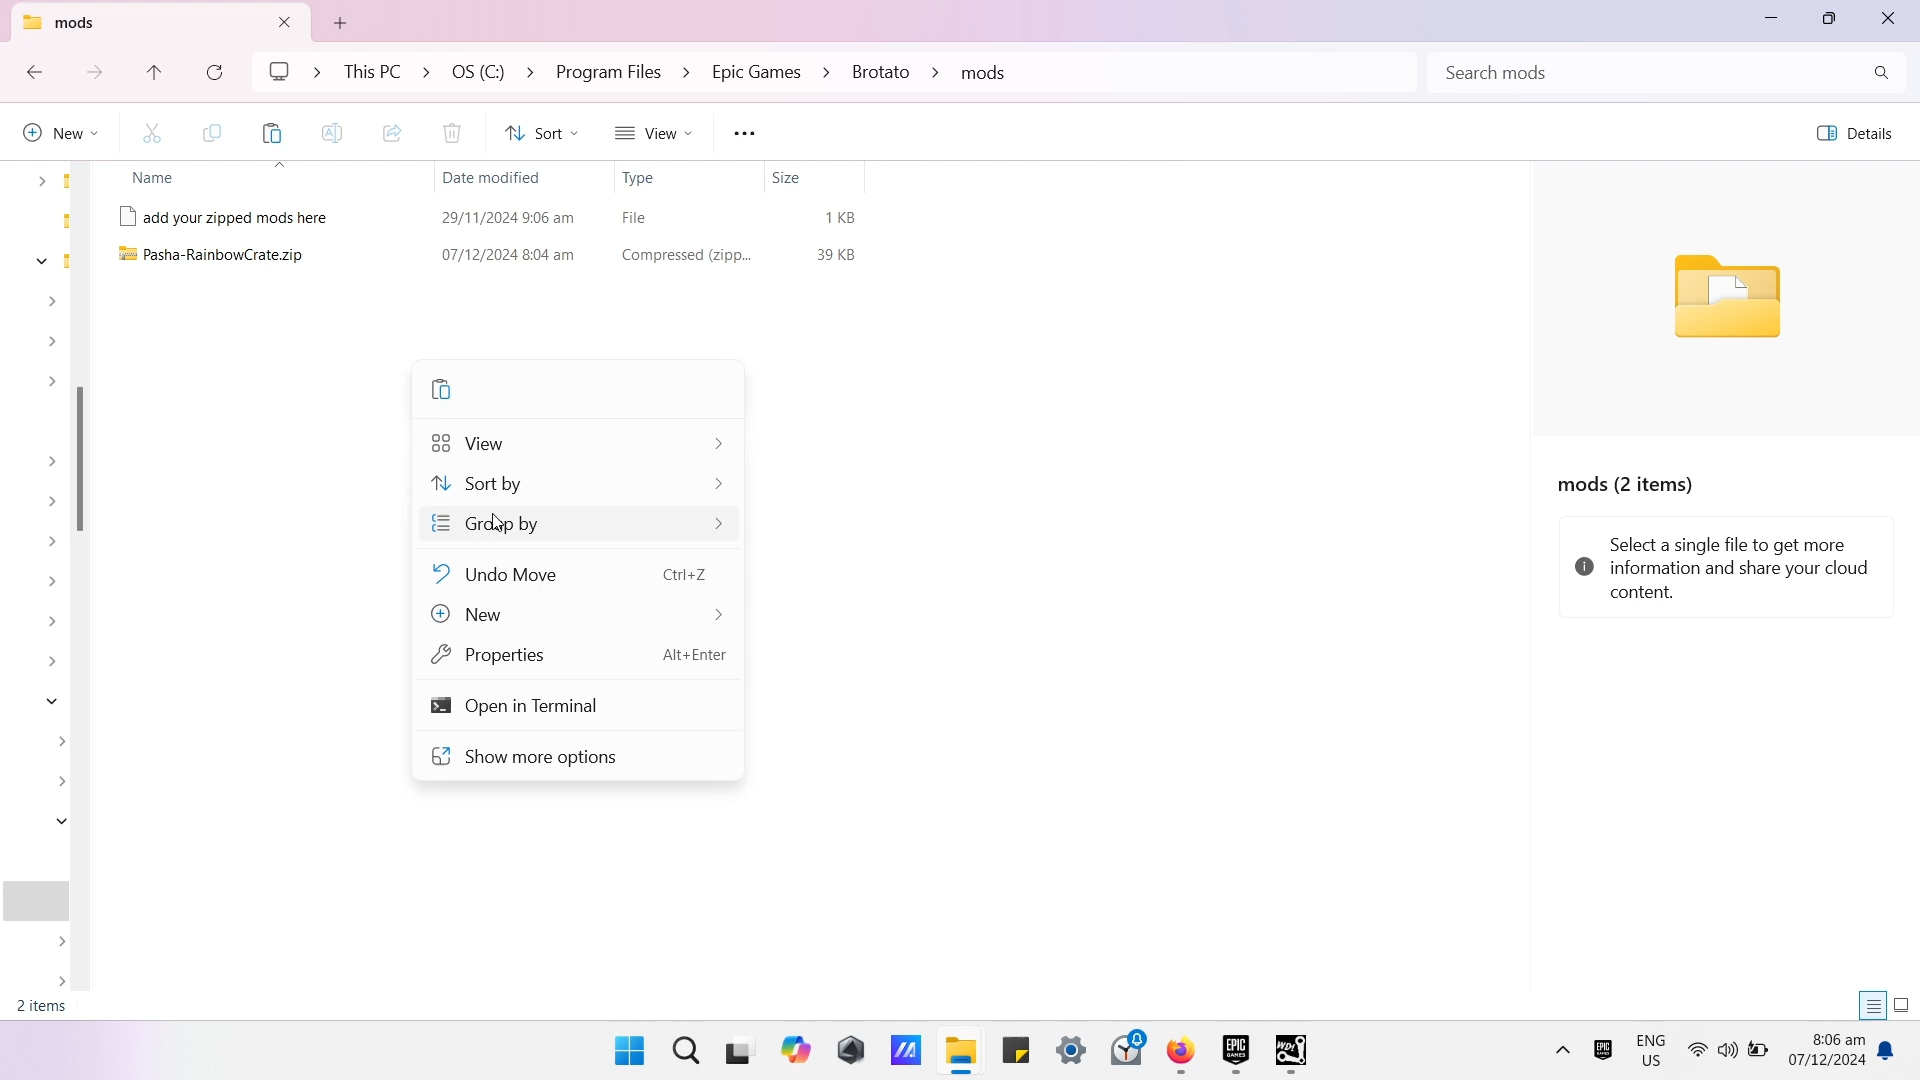 mods
This PC > OS (C:) > Program Files > Epic Games > Brotato > mods
Search mods
New
Sort
View
Details
Name Date modified Type Size
add your zipped mods here 29/11/2024 9:06 am File 1 KB
Pasha-RainbowCrate.zip 07/12/2024 8:04 am Compressed (zipp... 39 KB
View
Sort by
Group by
Undo Move Ctrl+Z
New
Properties Alt+Enter
Open in Terminal
Show more options
mods (2 items)
Select a single file to get more
information and share your cloud
content.
2 items
EPIC GAMES
WD!
EPIC
ENG
US
8:06 am
07/12/2024